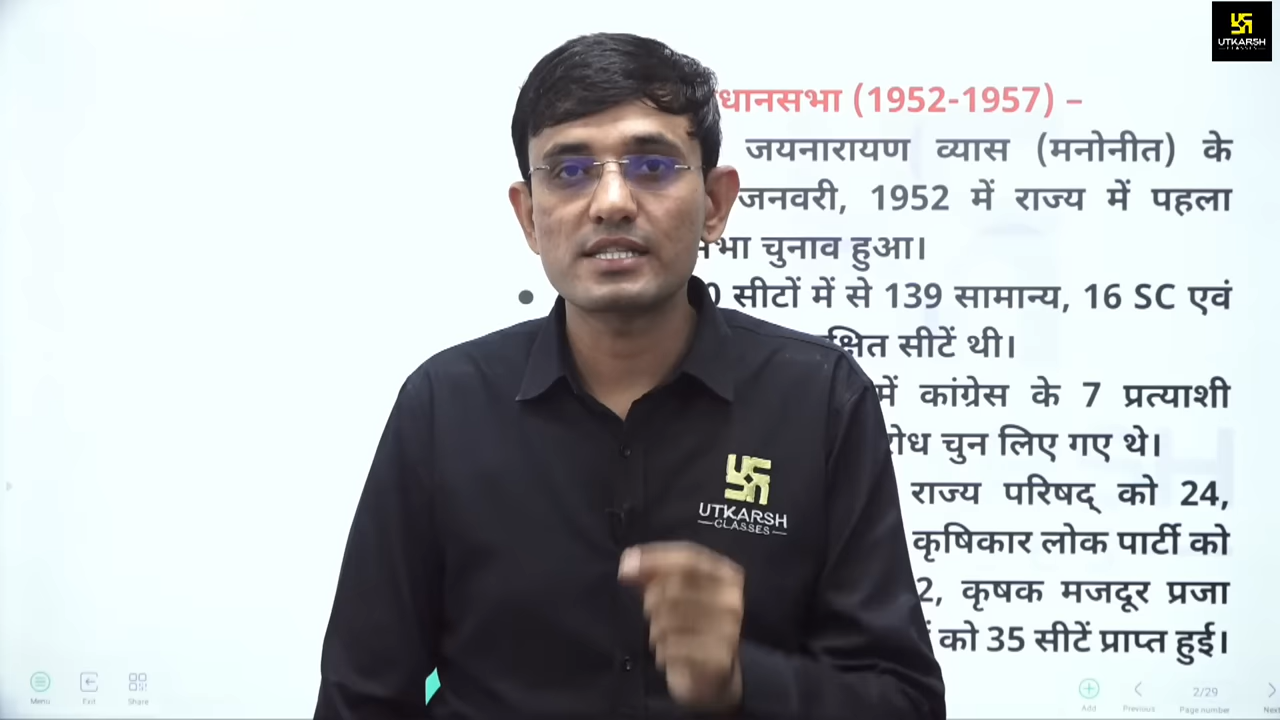 UTKARSH
CLASSES
धानसभा (1952-1957) –
जयनारायण व्यास (मनोनीत) के
जनवरी, 1952 में राज्य में पहला
भा चुनाव हुआ।
• 0 सीटों में से 139 सामान्य, 16 SC एवं
क्षित सीटें थी।
में कांग्रेस के 7 प्रत्याशी
रोध चुन लिए गए थे।
राज्य परिषद् को 24,
कृषिकार लोक पार्टी को
2, कृषक मजदूर प्रजा
को 35 सीटें प्राप्त हुई।
UTKARSH
CLASSES
Menu Exit Share
Add Previous 2/29 Page number Next